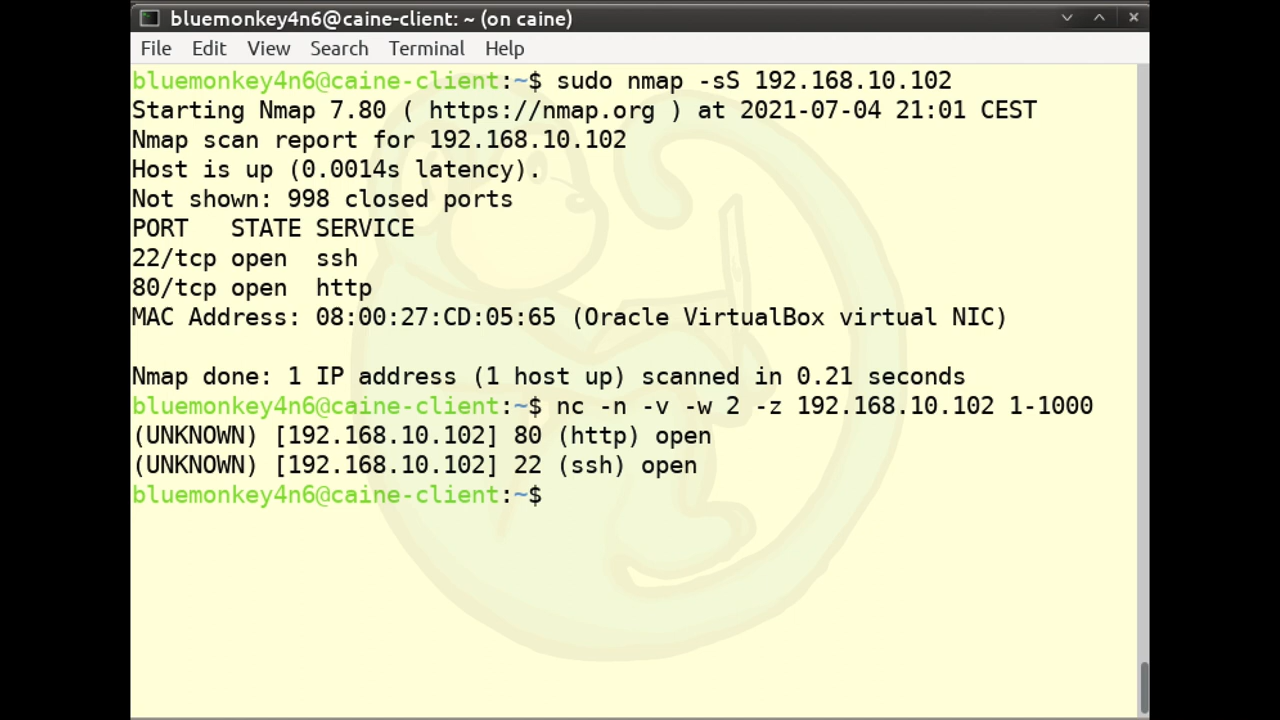 bluemonkey4n6@caine-client: ~ (on caine)
File Edit View Search Terminal Help
bluemonkey4n6@caine-client:~$ sudo nmap -sS 192.168.10.102
Starting Nmap 7.80 ( https://nmap.org ) at 2021-07-04 21:01 CEST
Nmap scan report for 192.168.10.102
Host is up (0.0014s latency).
Not shown: 998 closed ports
PORT   STATE SERVICE
22/tcp open  ssh
80/tcp open  http
MAC Address: 08:00:27:CD:05:65 (Oracle VirtualBox virtual NIC)
Nmap done: 1 IP address (1 host up) scanned in 0.21 seconds
bluemonkey4n6@caine-client:~$ nc -n -v -w 2 -z 192.168.10.102 1-1000
(UNKNOWN) [192.168.10.102] 80 (http) open
(UNKNOWN) [192.168.10.102] 22 (ssh) open
bluemonkey4n6@caine-client:~$